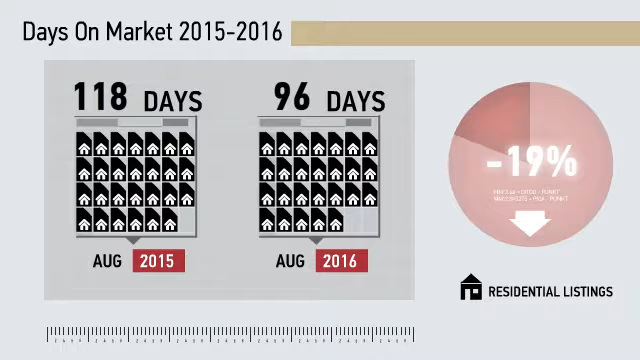 Days On Market 2015-2016
118 DAYS
96 DAYS
AUG 2015
AUG 2016
-19%
RESIDENTIAL LISTINGS